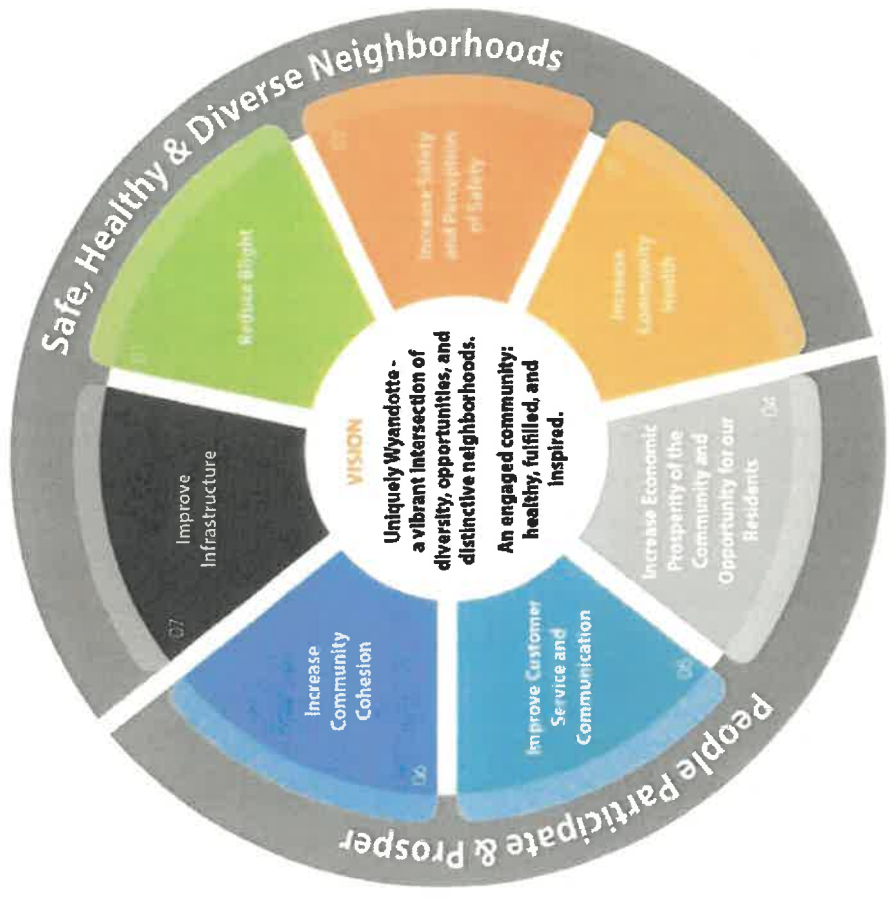 Safe, Healthy & Diverse Neighborhoods
VISION
Uniquely Wyandotte -
a vibrant intersection of
diversity, opportunities, and
distinctive neighborhoods.
An engaged community:
healthy, fulfilled, and
inspired.
Reduce Blight
Increase Safety
and Perception
of Safety
Increase
Community
Health
04
Increase Economic
Prosperity of the
Community and
Opportunity for our
Residents
05
Improve Customer
Service and
Communication
06
Increase
Community
Cohesion
07
Improve
Infrastructure
People Participate & Prosper